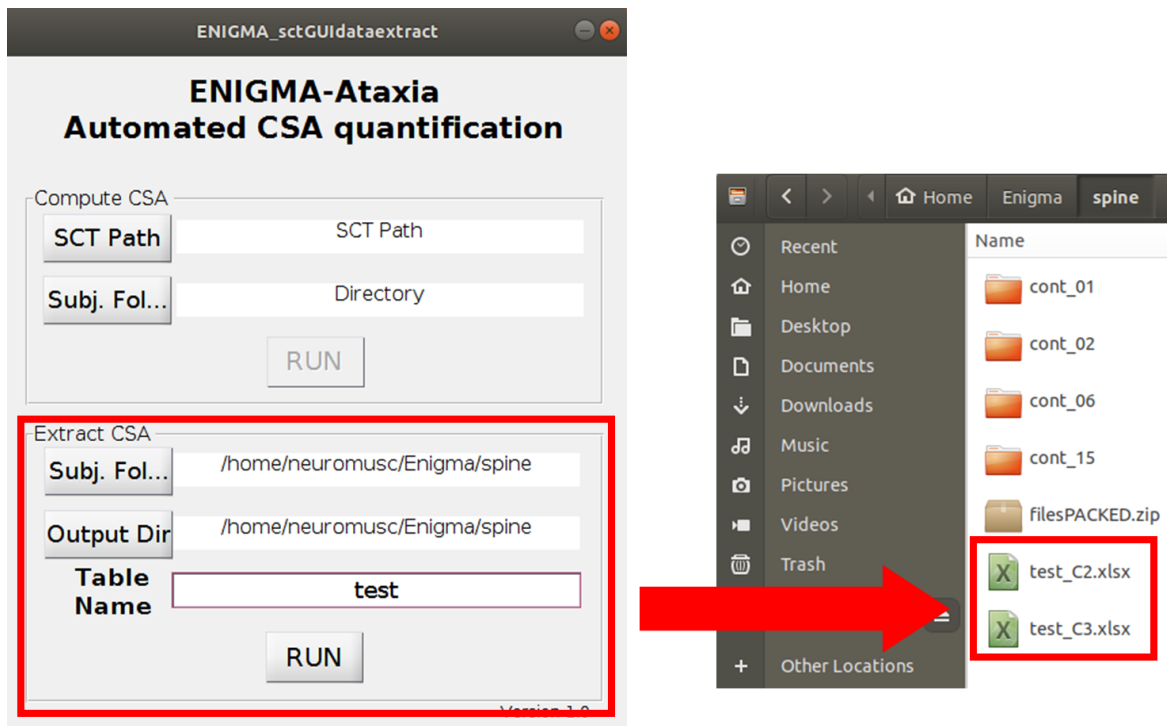 ENIGMA_sctGUIdataextract
ENIGMA-Ataxia
Automated CSA quantification
Compute CSA
SCT Path
SCT Path
Subj. Fol...
Directory
RUN
Extract CSA
Subj. Fol...
/home/neuromusc/Enigma/spine
Output Dir
/home/neuromusc/Enigma/spine
Table
Name
test
RUN
Version 1.0
Home
Enigma
spine
Recent
Home
Desktop
Documents
Downloads
Music
Pictures
Videos
Trash
Other Locations
Name
cont_01
cont_02
cont_06
cont_15
filesPACKED.zip
test_C2.xlsx
test_C3.xlsx